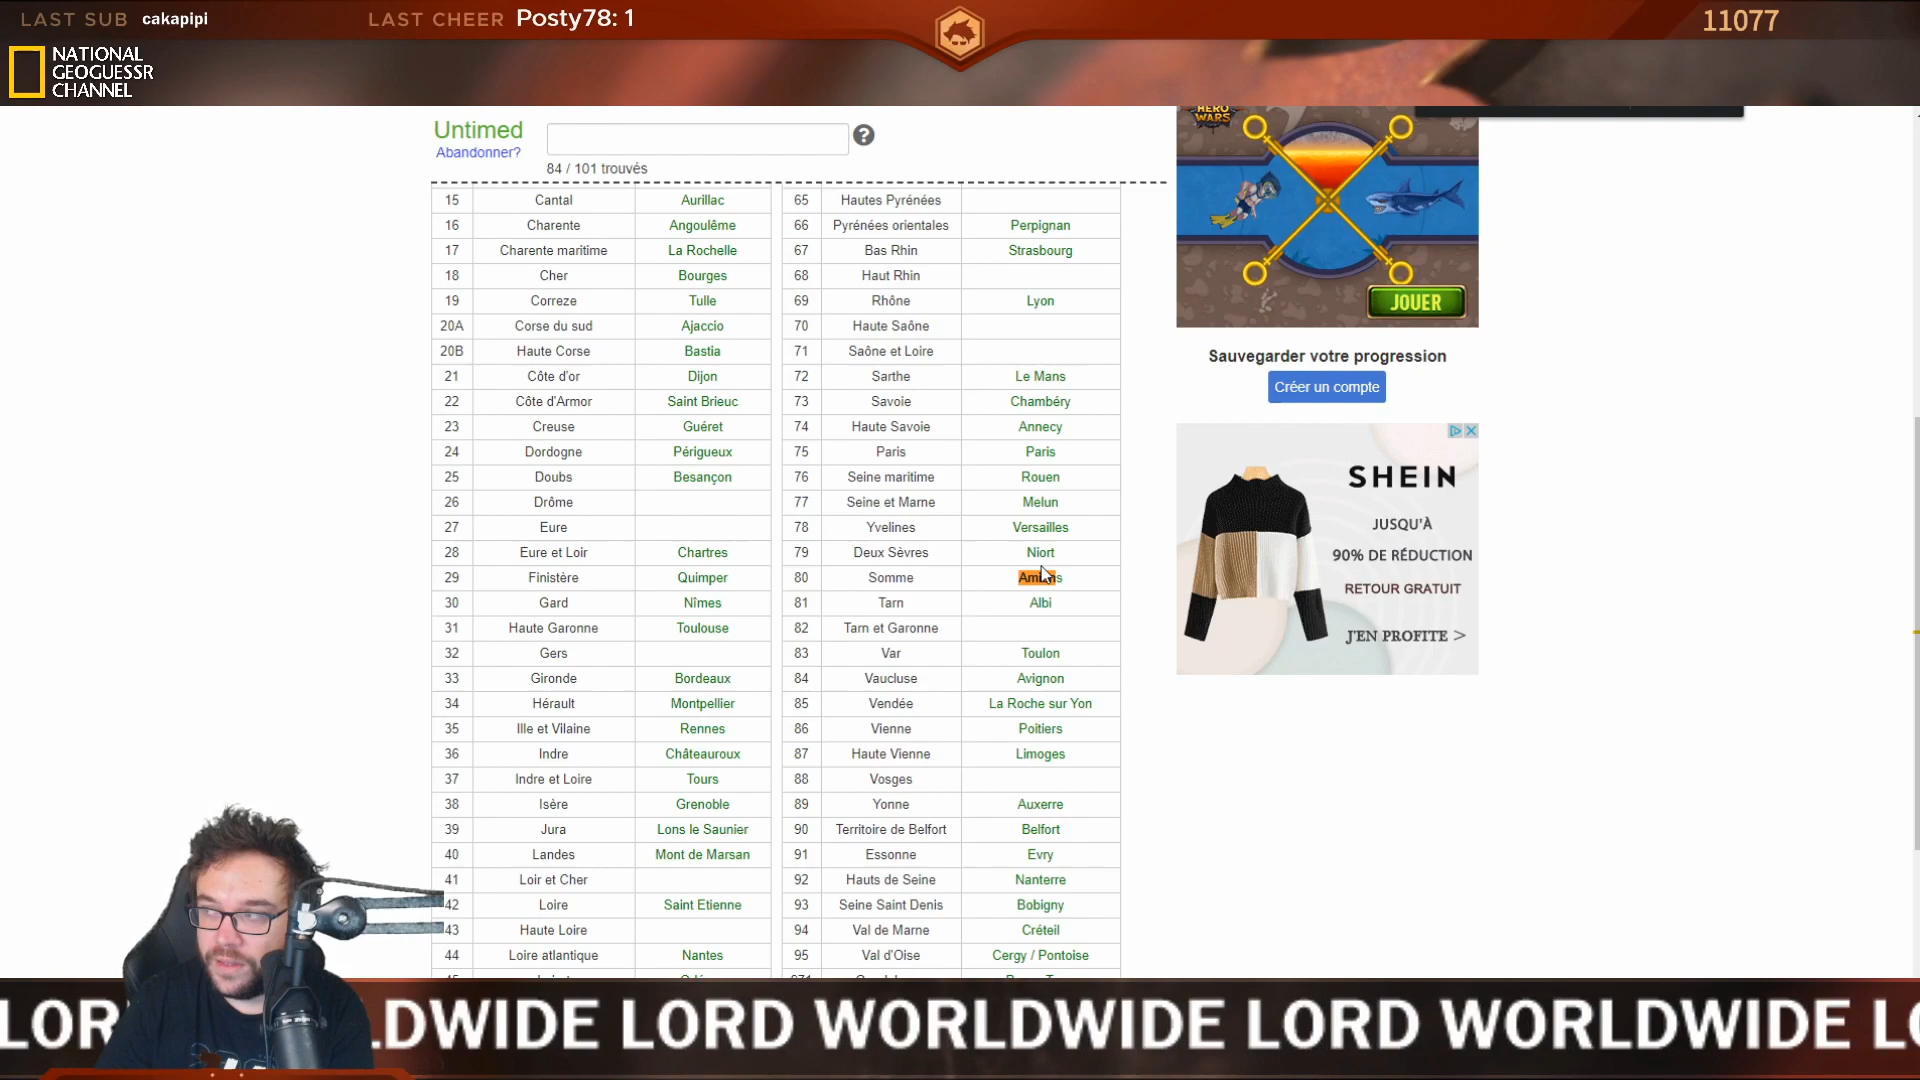 LAST SUB cakapipi LAST CHEER Posty78: 1 11077
NATIONAL
GEOGUESSR
CHANNEL
Untimed
Abandonner?
?
84 / 101 trouvés
15 Cantal Aurillac 65 Hautes Pyrénées
16 Charente Angoulême 66 Pyrénées orientales Perpignan
17 Charente maritime La Rochelle 67 Bas Rhin Strasbourg
18 Cher Bourges 68 Haut Rhin
19 Correze Tulle 69 Rhône Lyon
20A Corse du sud Ajaccio 70 Haute Saône
20B Haute Corse Bastia 71 Saône et Loire
21 Côte d'or Dijon 72 Sarthe Le Mans
22 Côte d'Armor Saint Brieuc 73 Savoie Chambéry
23 Creuse Guéret 74 Haute Savoie Annecy
24 Dordogne Périgueux 75 Paris Paris
25 Doubs Besançon 76 Seine maritime Rouen
26 Drôme 77 Seine et Marne Melun
27 Eure 78 Yvelines Versailles
28 Eure et Loir Chartres 79 Deux Sèvres Niort
29 Finistère Quimper 80 Somme Amiens
30 Gard Nîmes 81 Tarn Albi
31 Haute Garonne Toulouse 82 Tarn et Garonne
32 Gers 83 Var Toulon
33 Gironde Bordeaux 84 Vaucluse Avignon
34 Hérault Montpellier 85 Vendée La Roche sur Yon
35 Ille et Vilaine Rennes 86 Vienne Poitiers
36 Indre Châteauroux 87 Haute Vienne Limoges
37 Indre et Loire Tours 88 Vosges
38 Isère Grenoble 89 Yonne Auxerre
39 Jura Lons le Saunier 90 Territoire de Belfort Belfort
40 Landes Mont de Marsan 91 Essonne Evry
41 Loir et Cher 92 Hauts de Seine Nanterre
42 Loire Saint Etienne 93 Seine Saint Denis Bobigny
43 Haute Loire 94 Val de Marne Créteil
44 Loire atlantique Nantes 95 Val d'Oise Cergy / Pontoise
HERO
WARS
JOUER
Sauvegarder votre progression
Créer un compte
SHEIN
JUSQU'À
90% DE RÉDUCTION
RETOUR GRATUIT
J'EN PROFITE >
LOR DWIDE LORD WORLDWIDE LORD WORLDWIDE LO